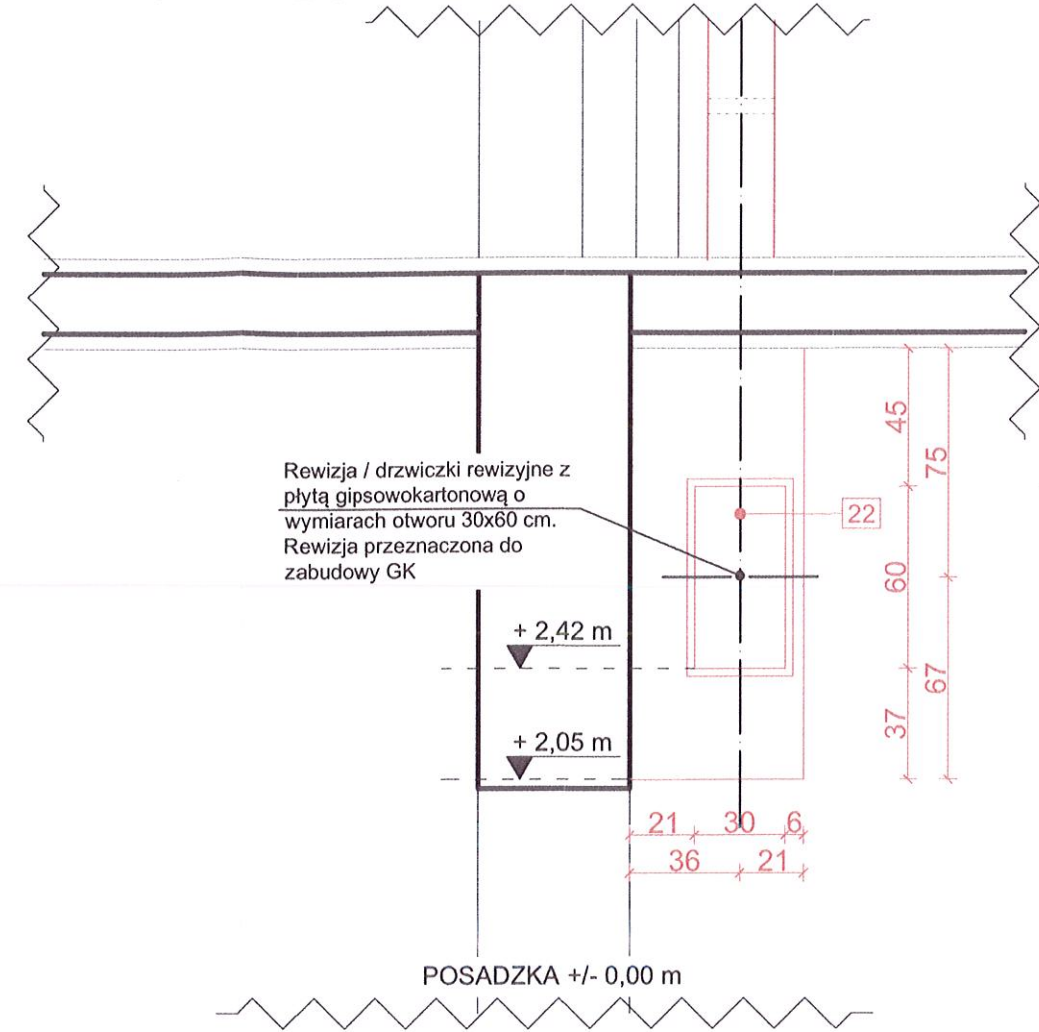 45
75
Rewizja / drzwiczki rewizyjne z
płytą gipsowokartonową o
wymiarach otworu 30x60 cm.
Rewizja przeznaczona do
zabudowy GK
22
60
+ 2,42 m
67
37
+ 2,05 m
21 30 6
36 21
POSADZKA +/- 0,00 m